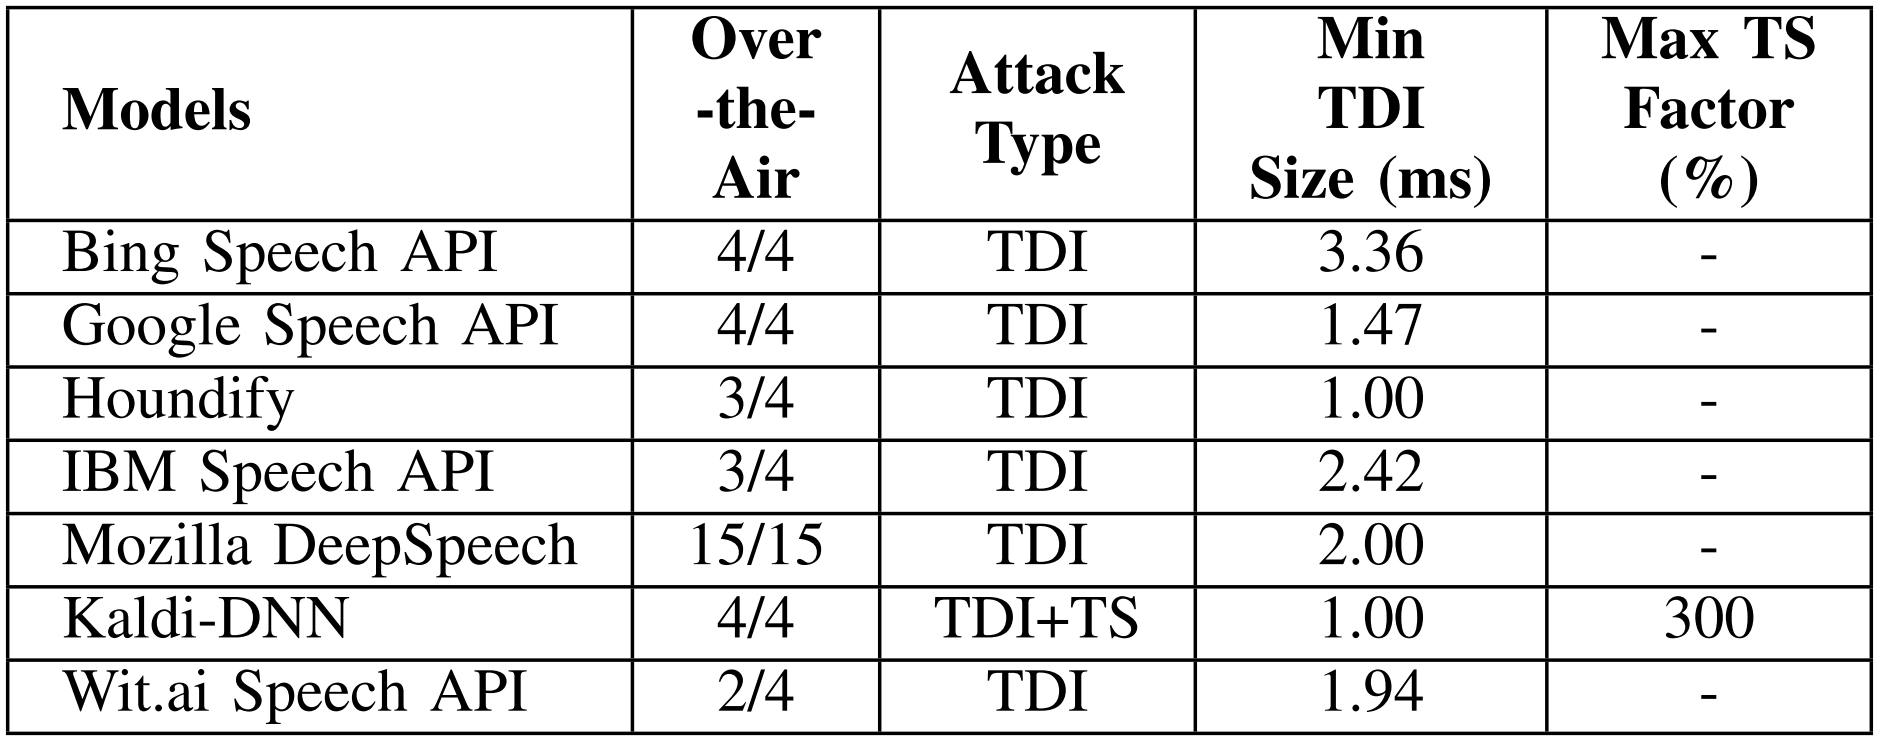 Models | Over -the- Air | Attack Type | Min TDI Size (ms) | Max TS Factor (%)
Bing Speech API | 4/4 | TDI | 3.36 | -
Google Speech API | 4/4 | TDI | 1.47 | -
Houndify | 3/4 | TDI | 1.00 | -
IBM Speech API | 3/4 | TDI | 2.42 | -
Mozilla DeepSpeech | 15/15 | TDI | 2.00 | -
Kaldi-DNN | 4/4 | TDI+TS | 1.00 | 300
Wit.ai Speech API | 2/4 | TDI | 1.94 | -